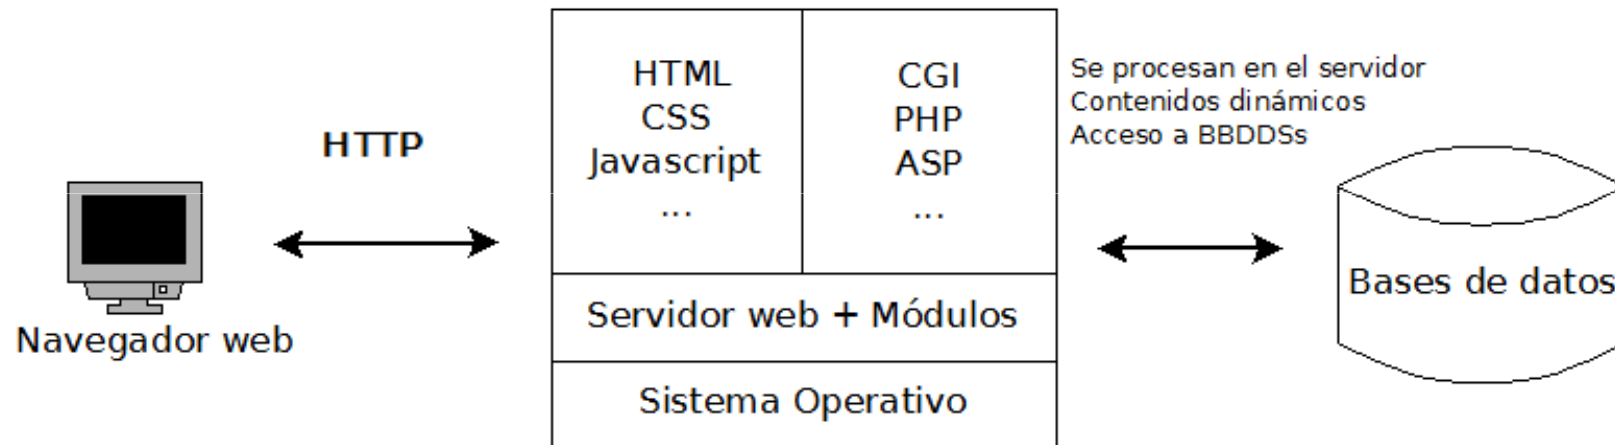 HTTP
Navegador web
HTML
CSS
Javascript
...
CGI
PHP
ASP
...
Servidor web + Módulos
Sistema Operativo
Se procesan en el servidor
Contenidos dinámicos
Acceso a BBDDSs
Bases de datos